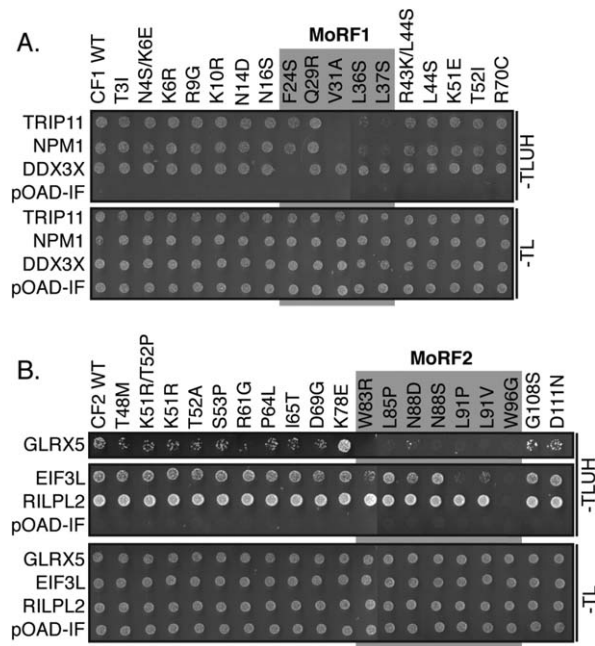 A.
MoRF1
CF1 WT
T3I
N4S/K6E
K6R
R9G
K10R
N14D
N16S
F24S
Q29R
V31A
L36S
L37S
R43K/L44S
L44S
K51E
T52I
R70C
TRIP11
NPM1
DDX3X
pOAD-IF
-TLUH
TRIP11
NPM1
DDX3X
pOAD-IF
-TL
B.
MoRF2
CF2 WT
T48M
K51R/T52P
K51R
T52A
S53P
R61G
P64L
I65T
D69G
K78E
W83R
L85P
N88D
N88S
L91P
L91V
W96G
G108S
D111N
GLRX5
EIF3L
RILPL2
pOAD-IF
-TLUH
GLRX5
EIF3L
RILPL2
pOAD-IF
-TL